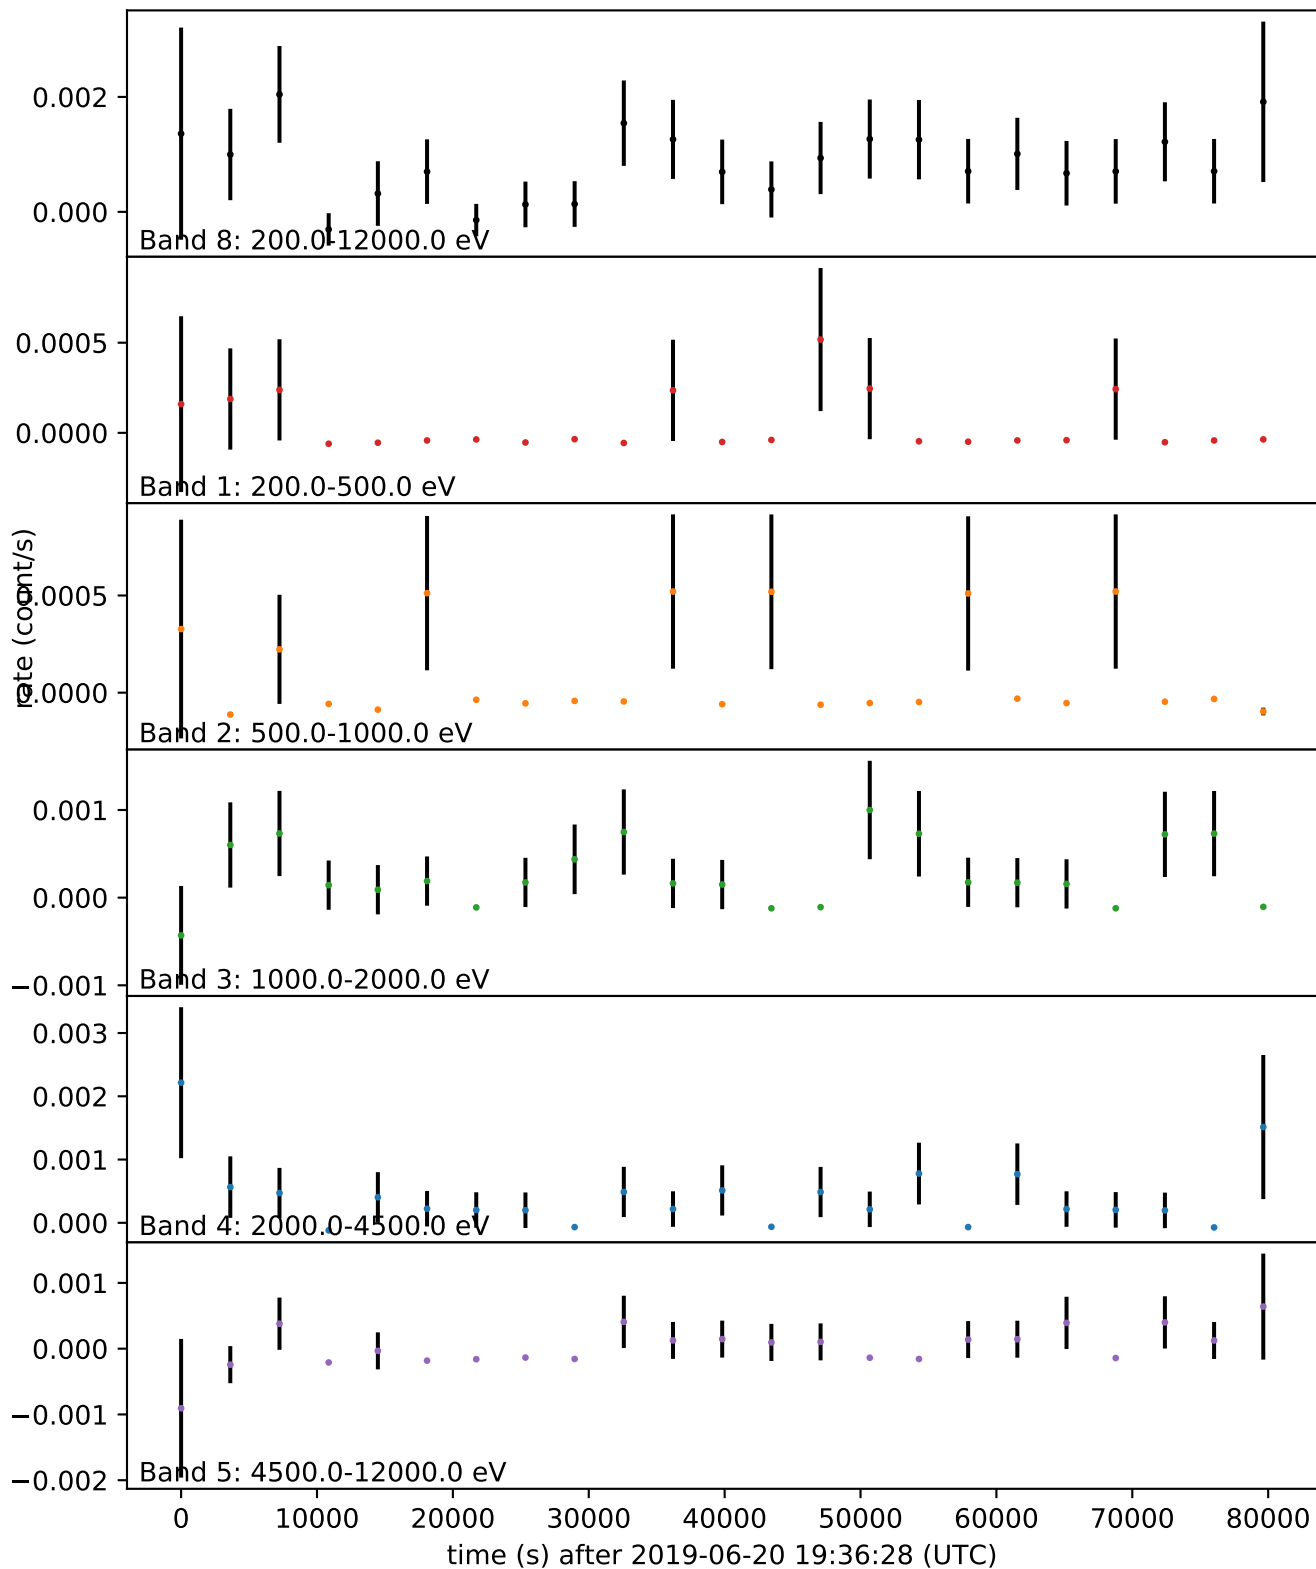 0.002
0.000
Band 8: 200.0-12000.0 eV
0.0005
0.0000
Band 1: 200.0-500.0 eV
rate (count/s)
0.0005
0.0000
Band 2: 500.0-1000.0 eV
0.001
0.000
−0.001
Band 3: 1000.0-2000.0 eV
0.003
0.002
0.001
0.000
Band 4: 2000.0-4500.0 eV
0.001
0.000
−0.001
−0.002
Band 5: 4500.0-12000.0 eV
0 10000 20000 30000 40000 50000 60000 70000 80000
time (s) after 2019-06-20 19:36:28 (UTC)